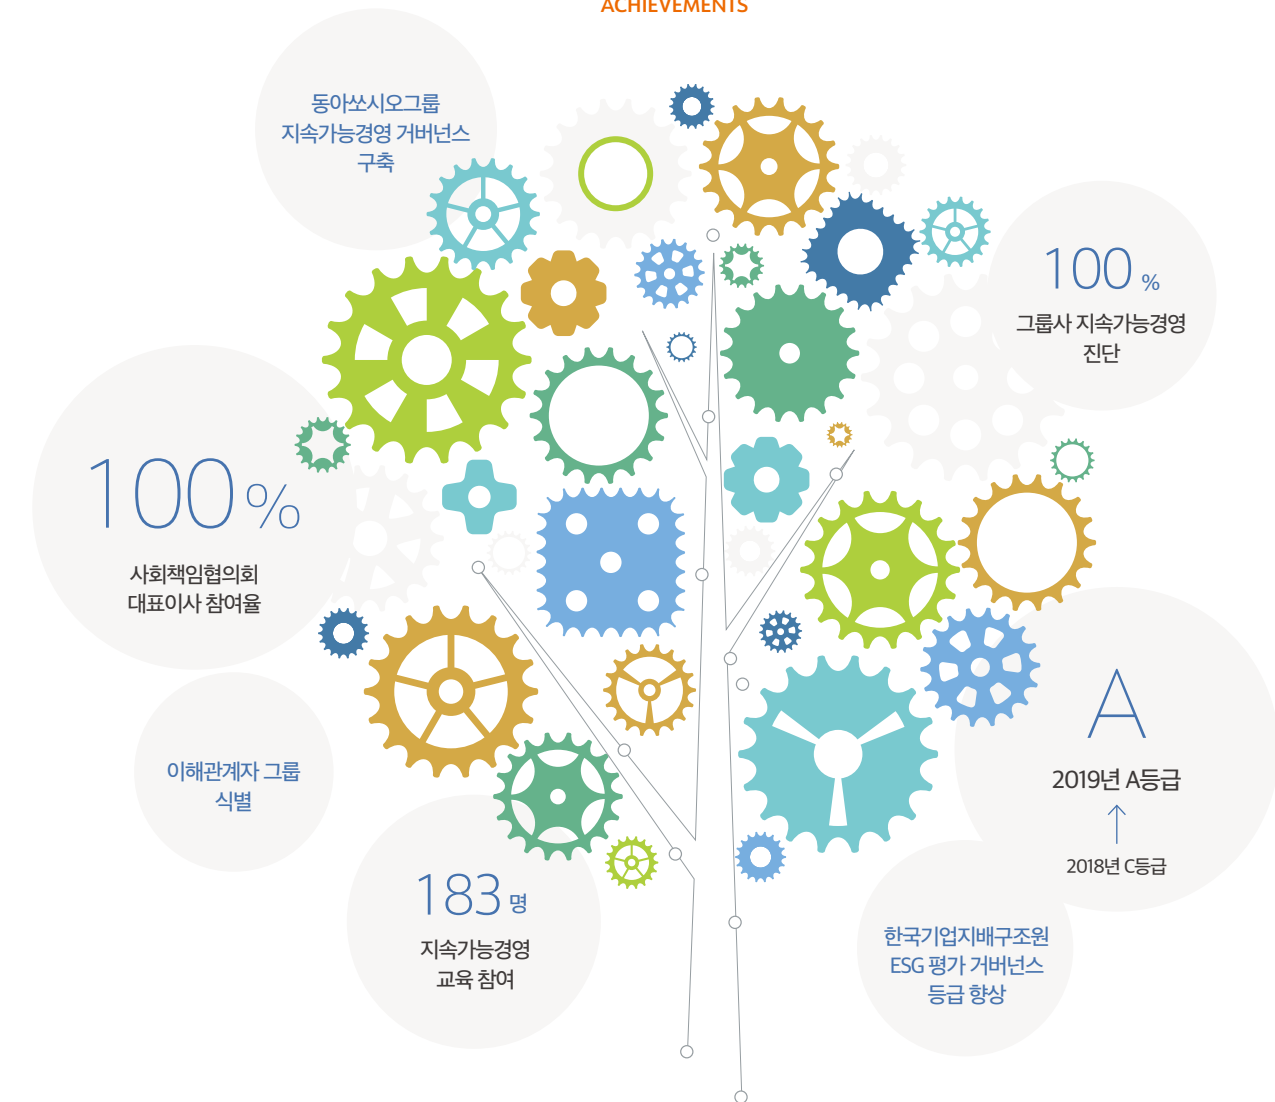 ACHIEVEMENTS
동아쏘시오그룹
지속가능경영 거버넌스
구축
100 %
그룹사 지속가능경영
진단
100 %
사회책임협의회
대표이사 참여율
이해관계자 그룹
식별
183 명
지속가능경영
교육 참여
A
2019년 A등급
2018년 C등급
한국기업지배구조원
ESG 평가 거버넌스
등급 향상